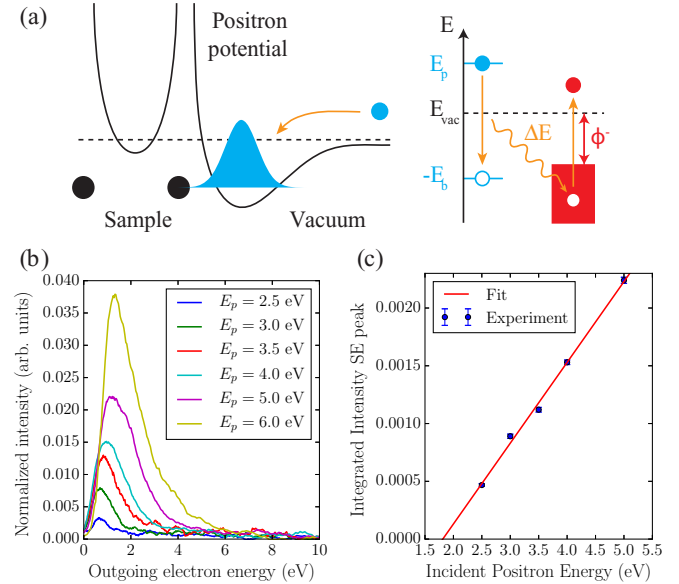 (a)
Positron
potential
Sample
Vacuum
E
E_p
E_vac
ΔE
ϕ⁻
-E_b
(b)
Normalized intensity (arb. units)
0.040
0.035
0.030
0.025
0.020
0.015
0.010
0.005
0.000
E_p = 2.5 eV
E_p = 3.0 eV
E_p = 3.5 eV
E_p = 4.0 eV
E_p = 5.0 eV
E_p = 6.0 eV
0 2 4 6 8 10
Outgoing electron energy (eV)
(c)
Integrated Intensity SE peak
0.0020
0.0015
0.0010
0.0005
0.0000
Fit
Experiment
1.5 2.0 2.5 3.0 3.5 4.0 4.5 5.0 5.5
Incident Positron Energy (eV)